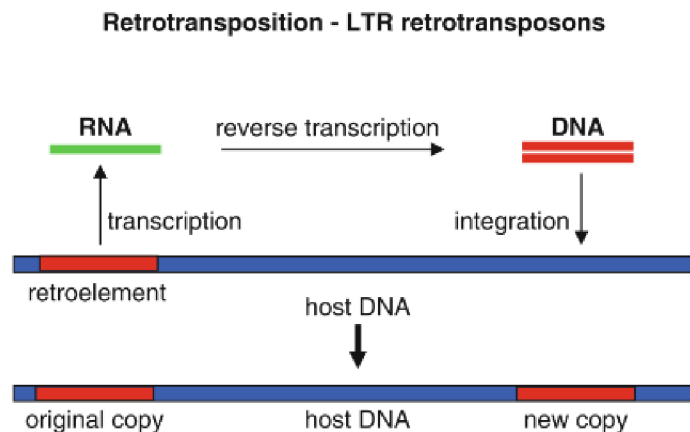 Retrotransposition - LTR retrotransposons
RNA
reverse transcription
DNA
transcription
integration
retroelement
host DNA
original copy
host DNA
new copy